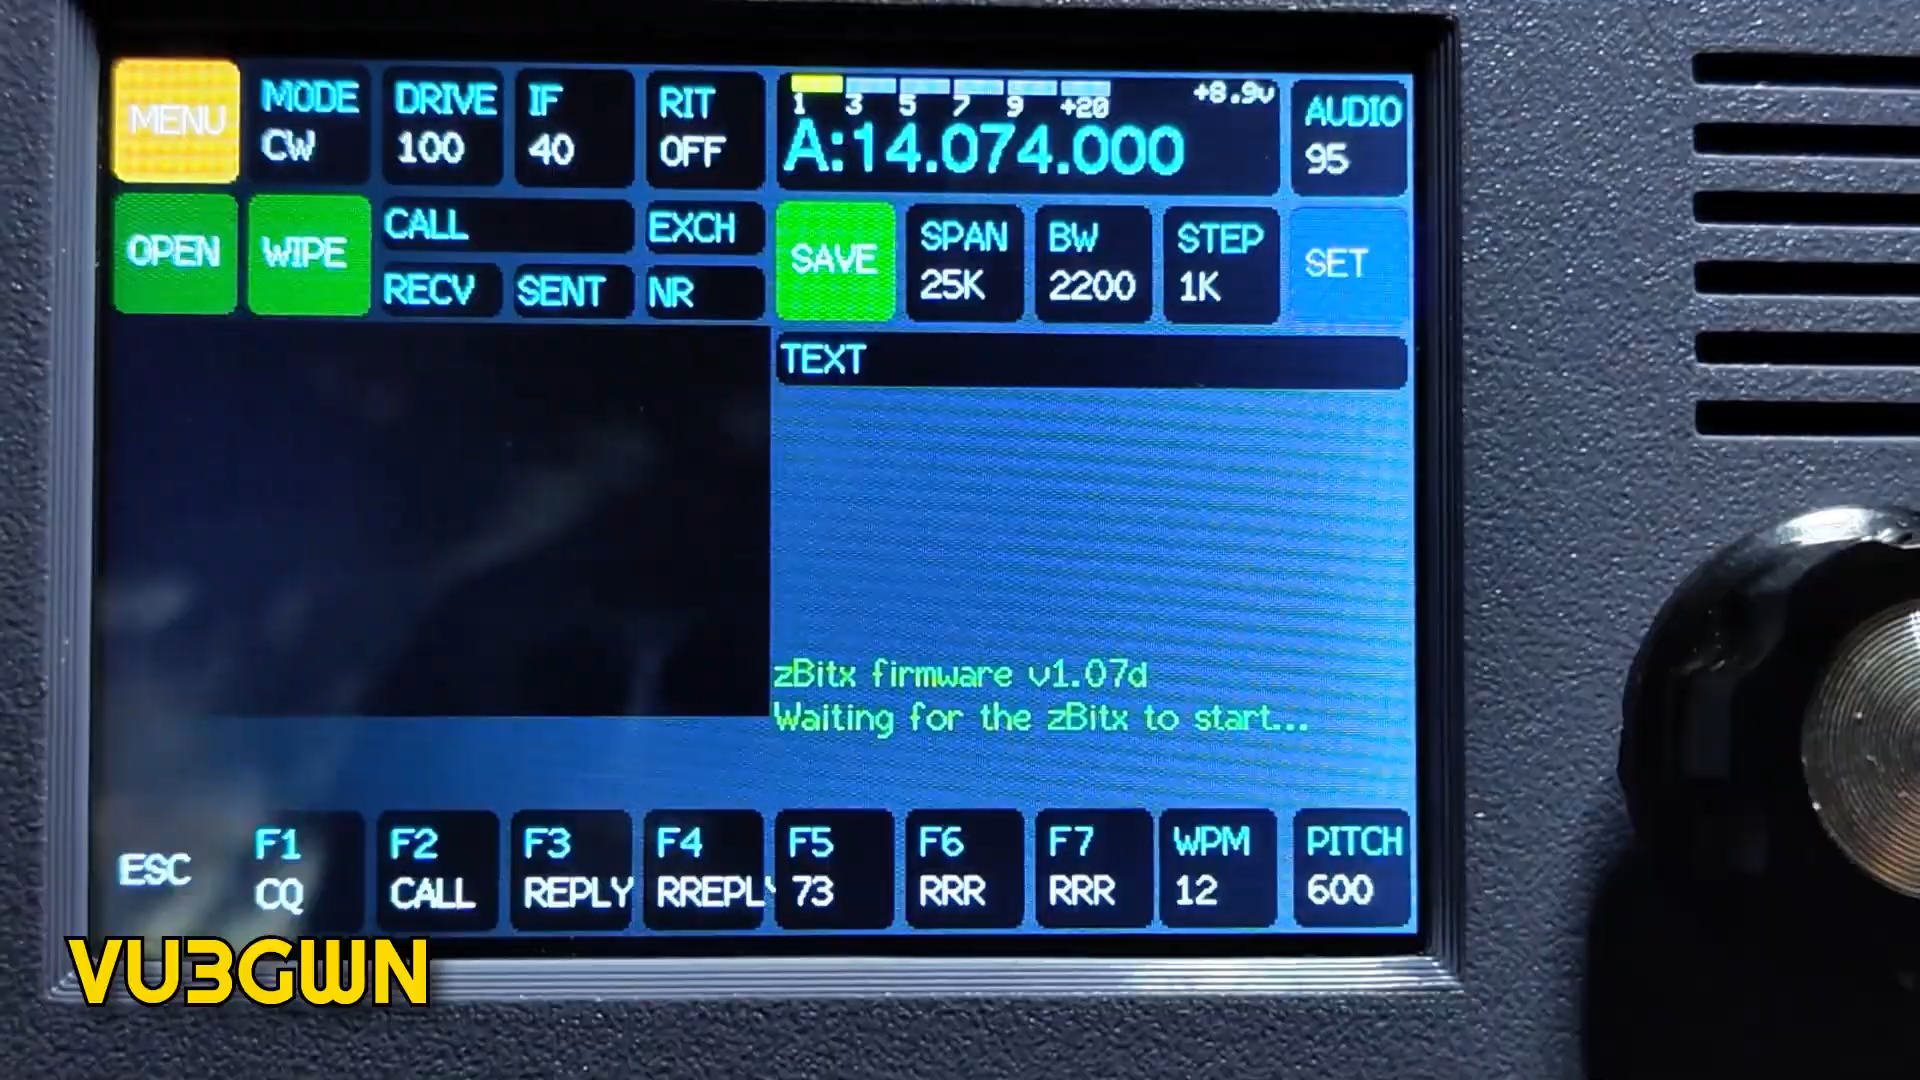 MENU
MODE
CW
DRIVE
100
IF
40
RIT
OFF
1 3 5 7 9 +20
+8.9v
A:14.074.000
AUDIO
95
OPEN
WIPE
CALL
EXCH
RECV
SENT
NR
SAVE
SPAN
25K
BW
2200
STEP
1K
SET
TEXT
zBitx firmware v1.07d
Waiting for the zBitx to start...
ESC
F1
CQ
F2
CALL
F3
REPLY
F4
RREPL
F5
73
F6
RRR
F7
RRR
WPM
12
PITCH
600
VU3GWN